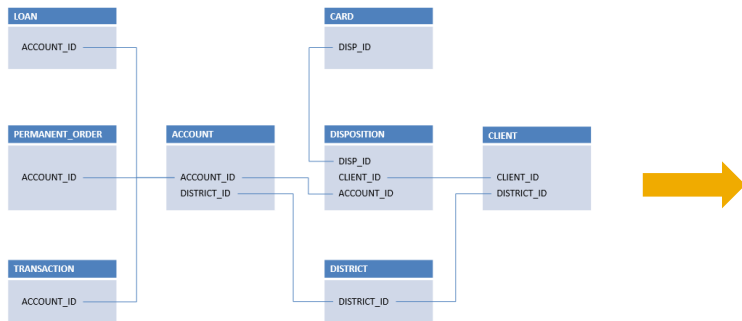 LOAN
ACCOUNT_ID
CARD
DISP_ID
PERMANENT_ORDER
ACCOUNT_ID
ACCOUNT
ACCOUNT_ID
DISTRICT_ID
DISPOSITION
DISP_ID
CLIENT_ID
ACCOUNT_ID
CLIENT
CLIENT_ID
DISTRICT_ID
TRANSACTION
ACCOUNT_ID
DISTRICT
DISTRICT_ID